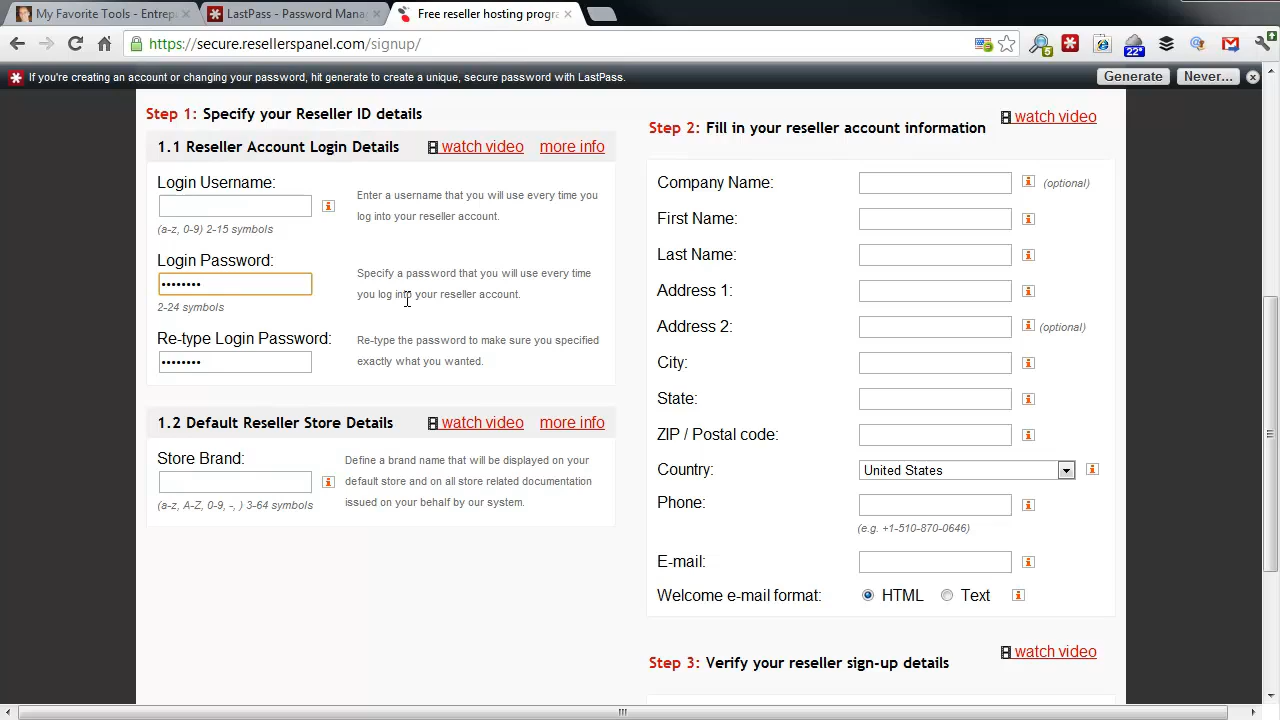 My Favorite Tools - Entrep
LastPass - Password Mana
Free reseller hosting progr
https://secure.resellerspanel.com/signup/
5
22°
If you're creating an account or changing your password, hit generate to create a unique, secure password with LastPass.
Generate
Never...
Step 1: Specify your Reseller ID details
1.1 Reseller Account Login Details
watch video
more info
Login Username:
Enter a username that you will use every time you
log into your reseller account.
(a-z, 0-9) 2-15 symbols
Login Password:
Specify a password that you will use every time
you log into your reseller account.
2-24 symbols
Re-type Login Password:
Re-type the password to make sure you specified
exactly what you wanted.
1.2 Default Reseller Store Details
watch video
more info
Store Brand:
Define a brand name that will be displayed on your
default store and on all store related documentation
issued on your behalf by our system.
(a-z, A-Z, 0-9, -, ) 3-64 symbols
Step 2: Fill in your reseller account information
watch video
Company Name:
(optional)
First Name:
Last Name:
Address 1:
Address 2:
(optional)
City:
State:
ZIP / Postal code:
Country:
United States
Phone:
(e.g. +1-510-870-0646)
E-mail:
Welcome e-mail format:
HTML
Text
Step 3: Verify your reseller sign-up details
watch video